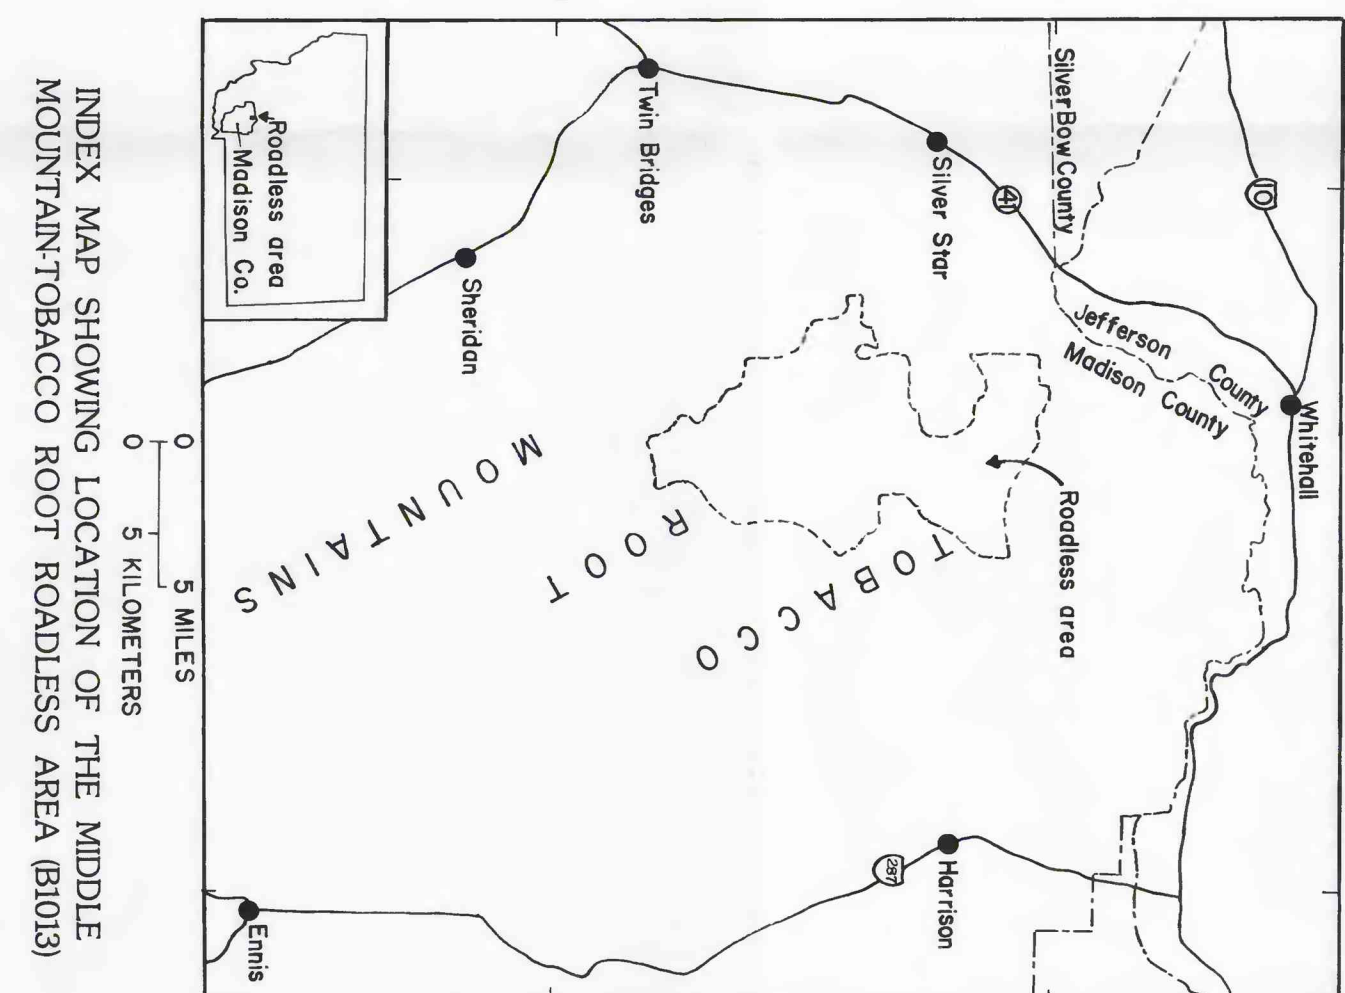 Whitehall
10
Jefferson County
Madison County
Silver Bow County
41
Silver Star
Roadless area
Harrison
287
TOBACCO
ROOT
MOUNTAINS
Twin Bridges
Sheridan
Ennis
Roadless area
Madison Co.
0 5 MILES
0 5 KILOMETERS
INDEX MAP SHOWING LOCATION OF THE MIDDLE
MOUNTAIN-TOBACCO ROOT ROADLESS AREA (B1013)